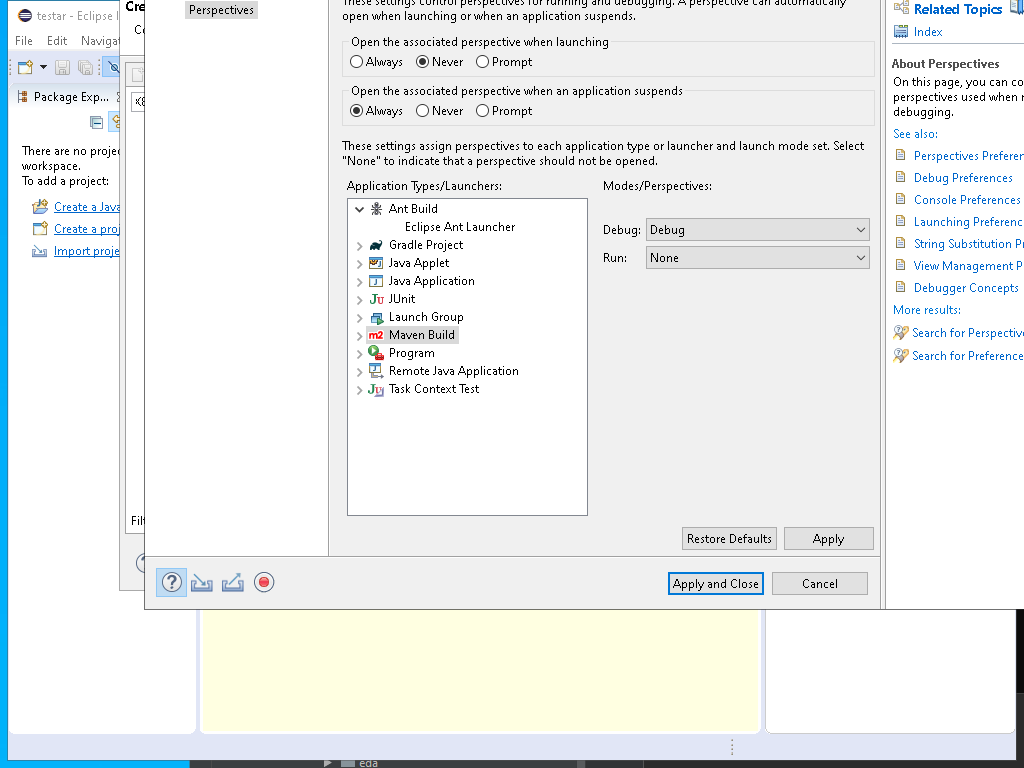 testar - Eclipse I
File Edit Naviga
Package Exp...
There are no proje
workspace.
To add a project:
Create a Java
Create a proj
Import proje
Cre
Perspectives
These settings control perspectives for running and debugging. A perspective can automatically
open when launching or when an application suspends.
Open the associated perspective when launching
Always Never Prompt
Open the associated perspective when an application suspends
Always Never Prompt
These settings assign perspectives to each application type or launcher and launch mode set. Select
"None" to indicate that a perspective should not be opened.
Application Types/Launchers:
Ant Build
Eclipse Ant Launcher
Gradle Project
Java Applet
Java Application
JUnit
Launch Group
Maven Build
Program
Remote Java Application
Task Context Test
Modes/Perspectives:
Debug: Debug
Run: None
Restore Defaults Apply
Apply and Close Cancel
Filt
Related Topics
Index
About Perspectives
On this page, you can co
perspectives used when r
debugging.
See also:
Perspectives Preferen
Debug Preferences
Console Preferences
Launching Preferenc
String Substitution Pr
View Management P
Debugger Concepts
More results:
Search for Perspective
Search for Preference
eda